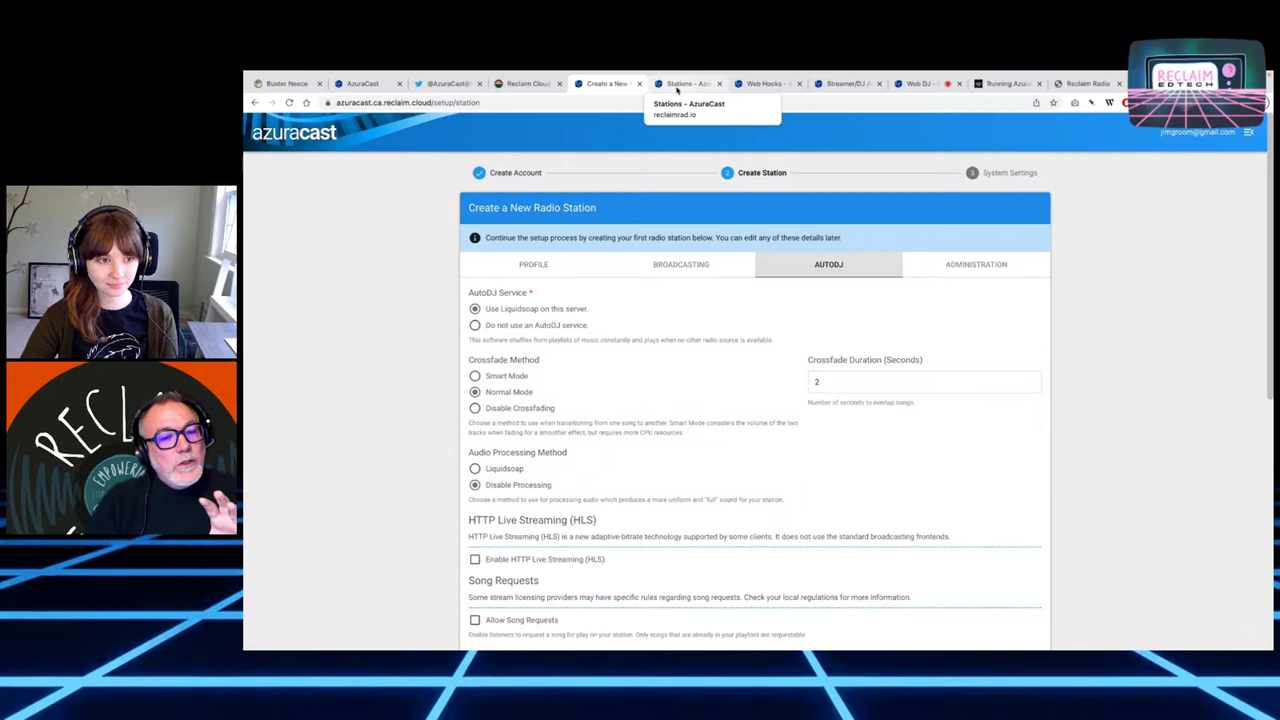 Buster Neece
AzuraCast
@AzuraCast
Reclaim Cloud
Create a New
Stations - Azu
Web Hooks - A
Streamer/DJ A
Web DJ -
Running Azura
Reclaim Radio
azuracast.ca.reclaim.cloud/setup/station
Stations - AzuraCast
reclaimrad.io
RECLAIM
EDTECH
azuracast
jimgroom@gmail.com
Create Account
2 Create Station
3 System Settings
Create a New Radio Station
Continue the setup process by creating your first radio station below. You can edit any of these details later.
PROFILE BROADCASTING AUTODJ ADMINISTRATION
AutoDJ Service *
Use Liquidsoap on this server.
Do not use an AutoDJ service.
This software shuffles from playlists of music constantly and plays when no other radio source is available.
Crossfade Method
Smart Mode
Normal Mode
Disable Crossfading
Choose a method to use when transitioning from one song to another. Smart Mode considers the volume of the two
tracks when fading for a smoother effect, but requires more CPU resources.
Crossfade Duration (Seconds)
2
Number of seconds to overlap songs.
Audio Processing Method
Liquidsoap
Disable Processing
Choose a method to use for processing audio which produces a more uniform and "full" sound for your station.
HTTP Live Streaming (HLS)
HTTP Live Streaming (HLS) is a new adaptive-bitrate technology supported by some clients. It does not use the standard broadcasting frontends.
Enable HTTP Live Streaming (HLS)
Song Requests
Some stream licensing providers may have specific rules regarding song requests. Check your local regulations for more information.
Allow Song Requests
Enable listeners to request a song for play on your station. Only songs that are already in your playlists are requestable.